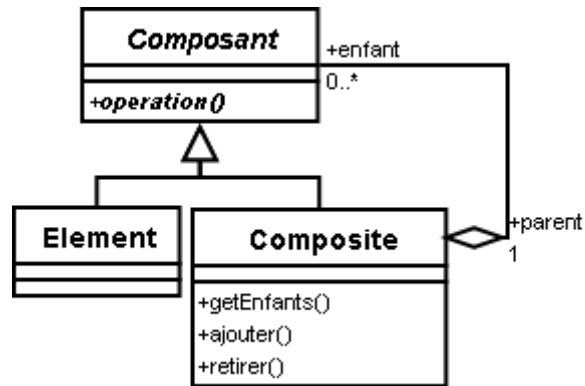 Composant
+operation()
+enfant
0..*
Element
Composite
+getEnfants()
+ajouter()
+retirer()
+parent
1